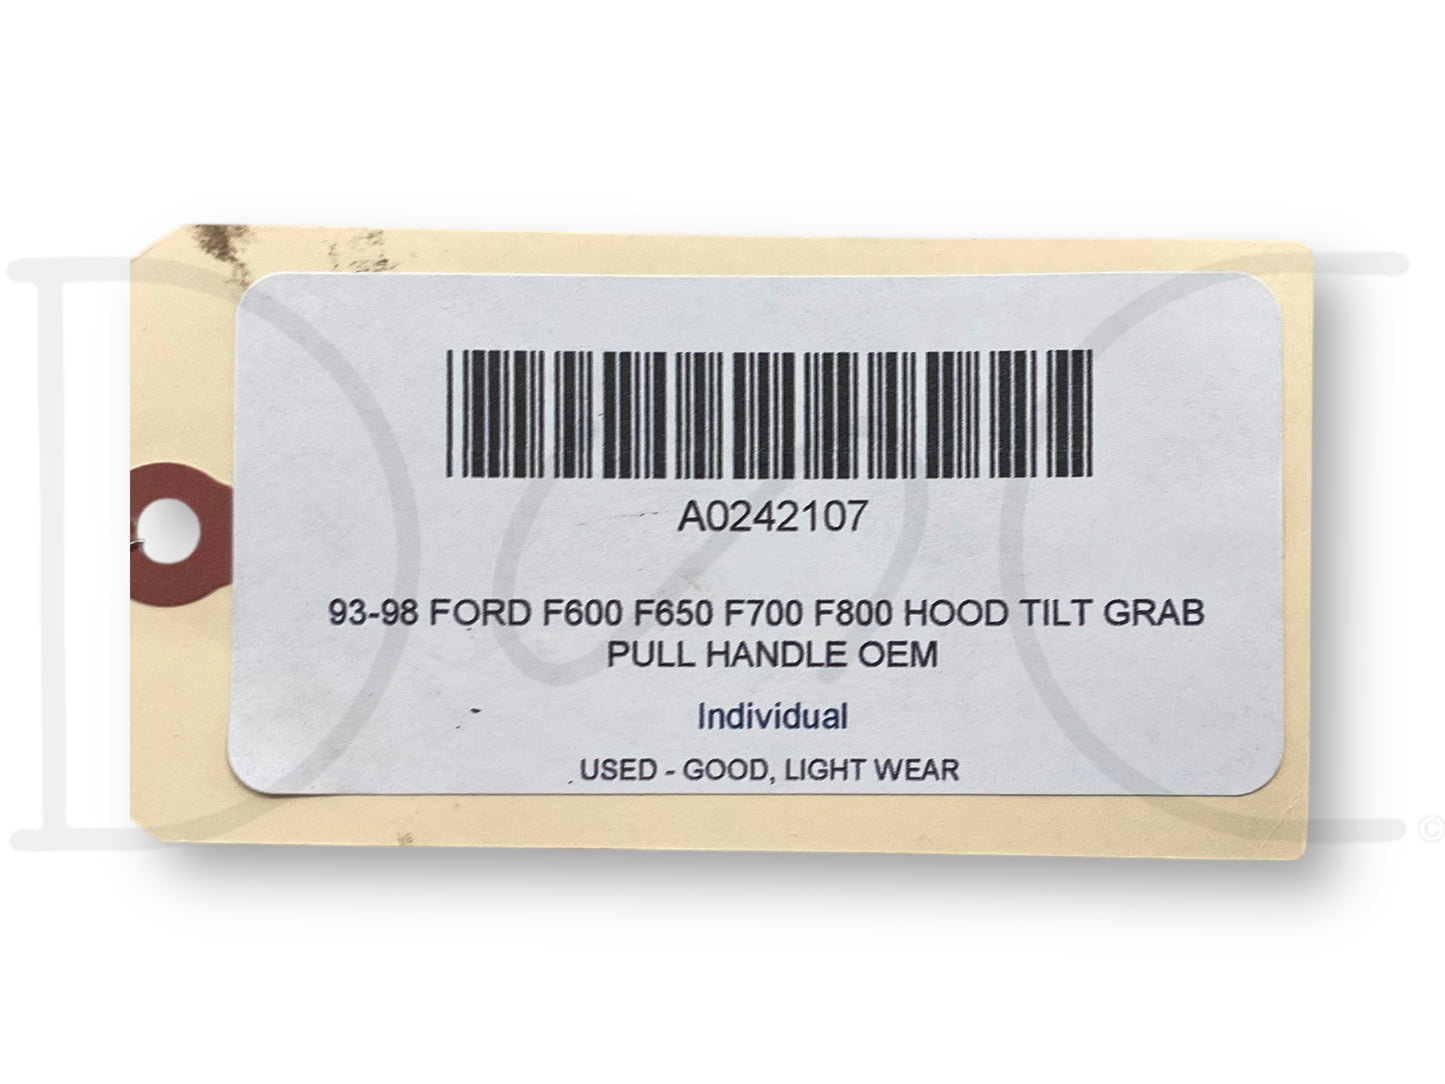 A0242107
93-98 FORD F600 F650 F700 F800 HOOD TILT GRAB
PULL HANDLE OEM
Individual
USED - GOOD, LIGHT WEAR
©